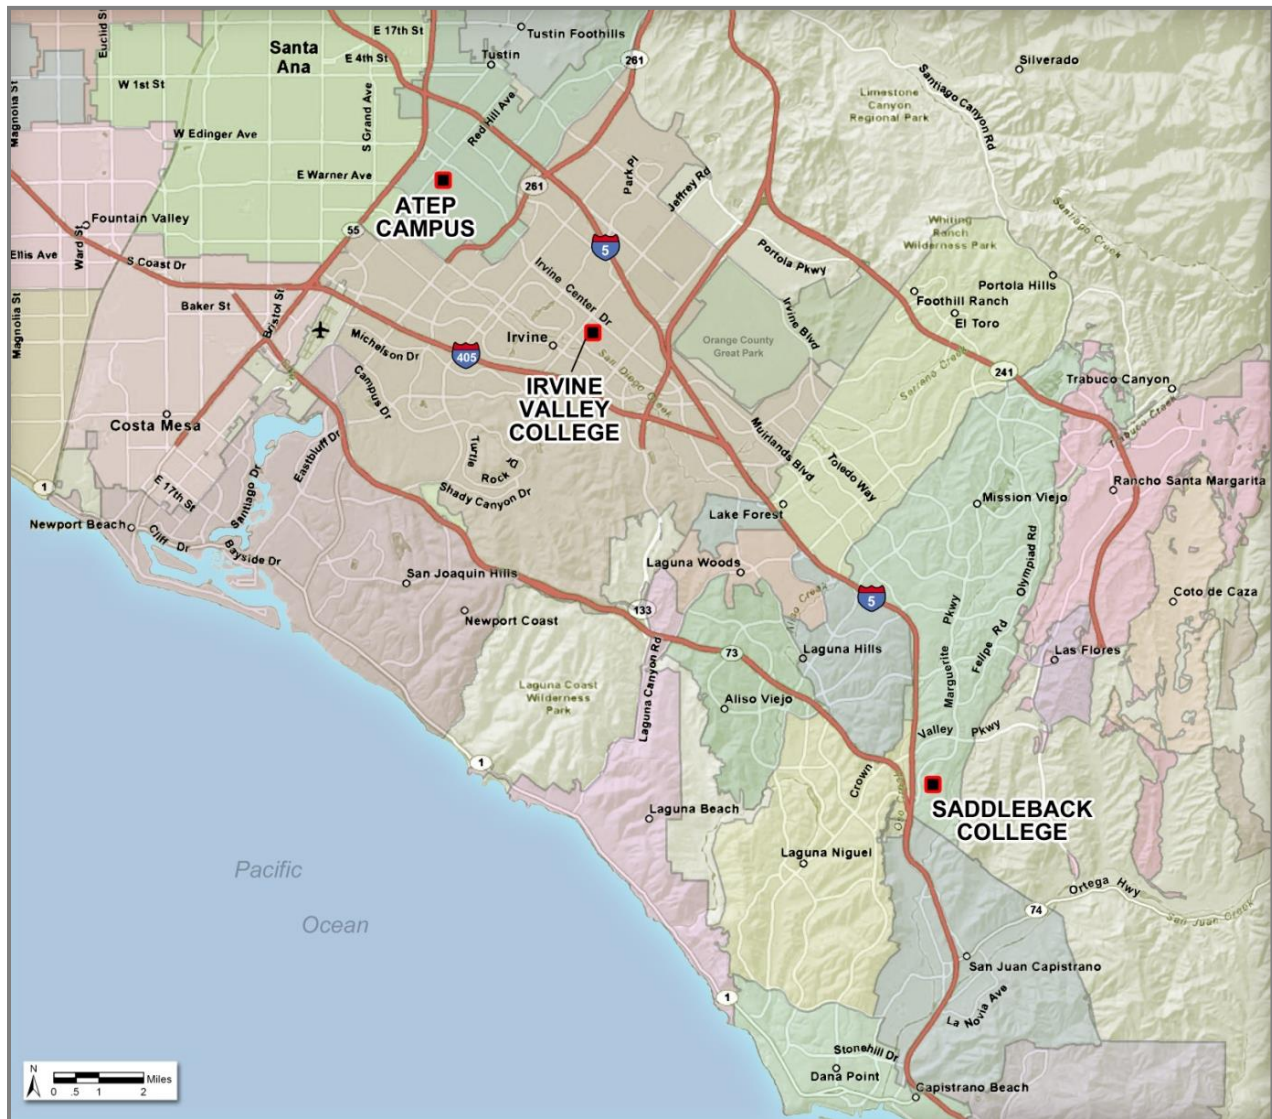 Euclid St
E 17th St
Tustin Foothills
Magnolia St
Santa
Ana
E 4th St
Tustin
261
Silverado
W 1st St
Santiago Canyon Rd
Limestone
Canyon
Regional Park
S Grand Ave
Red Hill Ave
W Edinger Ave
E Warner Ave
Park Pl
Jeffrey Rd
261
ATEP
CAMPUS
Santiago Creek
Fountain Valley
Ward St
55
Whiting
Ranch
Wilderness Park
5
Portola Pkwy
Ellis Ave
S Coast Dr
Irvine Center Dr
Portola Hills
Foothill Ranch
El Toro
Baker St
Bristol St
Magnolia St
Irvine Blvd
Michelson Dr
Irvine
Orange County
Great Park
405
San Diego Creek
Serrano Creek
241
Trabuco Canyon
IRVINE
VALLEY
COLLEGE
Campus Dr
Trabuco Creek
Costa Mesa
Eastbluff Dr
Turtle
Rock
Dr
Muirlands Blvd
Toledo Way
E 17th St
Santiago Dr
Shady Canyon Dr
Rancho Santa Margarita
1
Mission Viejo
Newport Beach
Lake Forest
Cliff Dr
Bayside Dr
Olympiad Rd
San Joaquin Hills
Laguna Woods
Aliso Creek
5
Coto de Caza
Newport Coast
133
Marguerite Pkwy
Felipe Rd
73
Laguna Hills
Las Flores
Laguna Canyon Rd
Laguna Coast
Wilderness
Park
Aliso Viejo
Valley Pkwy
1
Crown
SADDLEBACK
COLLEGE
Laguna Beach
Laguna Niguel
Pacific
Ocean
Ortega Hwy
74
San Juan Creek
San Juan Capistrano
1
La Novia Ave
Stonehill Dr
Dana Point
Capistrano Beach
N
0 .5 1 2
Miles